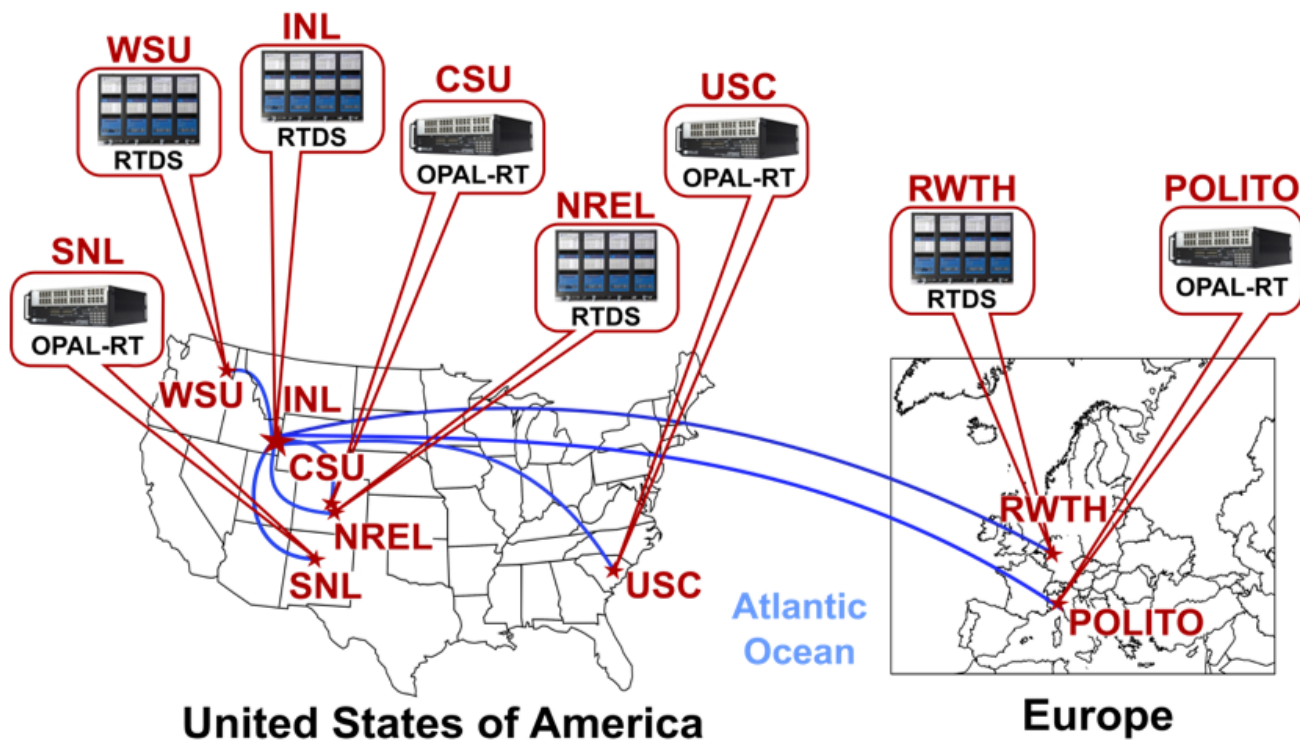 WSU
RTDS
INL
RTDS
CSU
OPAL-RT
USC
OPAL-RT
NREL
RTDS
SNL
OPAL-RT
RWTH
RTDS
POLITO
OPAL-RT
WSU
INL
CSU
NREL
SNL
USC
RWTH
POLITO
Atlantic
Ocean
United States of America
Europe